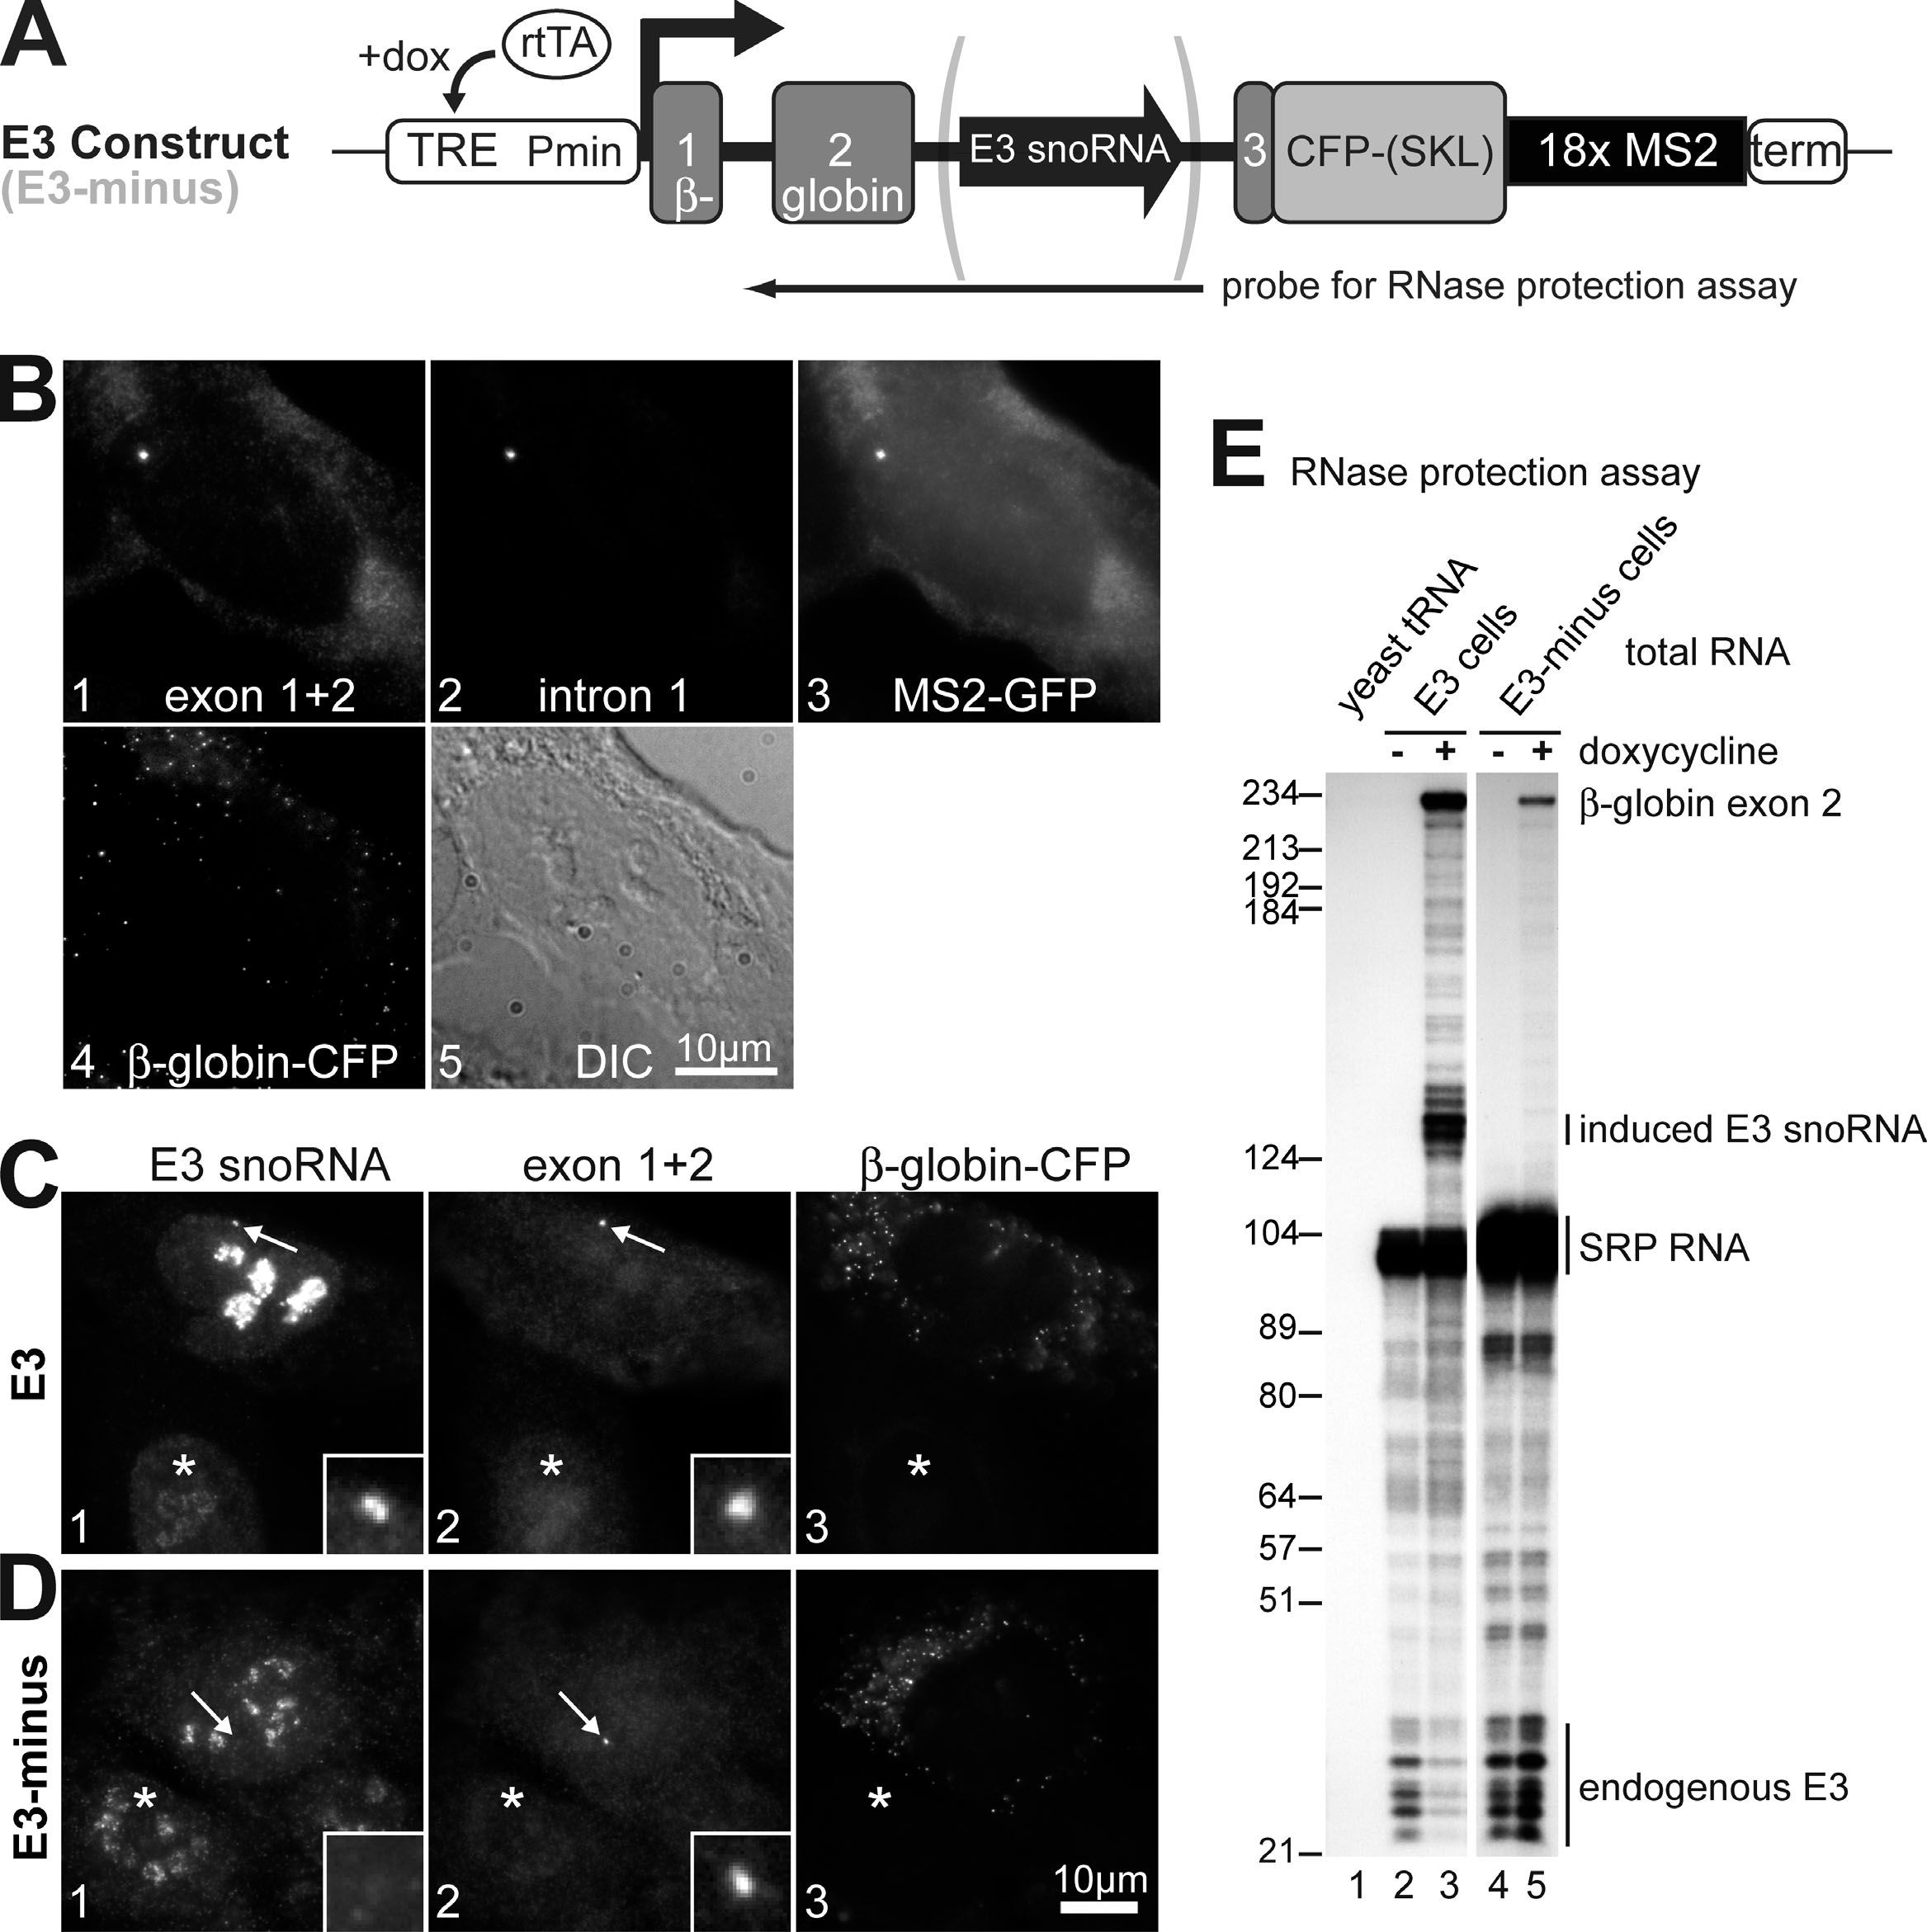 A
+dox
rtTA
E3 Construct
(E3-minus)
TRE Pmin
1
β-
2
globin
E3 snoRNA
3
CFP-(SKL)
18x MS2
term
probe for RNase protection assay
B
1 exon 1+2
2 intron 1
3 MS2-GFP
4 β-globin-CFP
5 DIC 10µm
C
E3 snoRNA exon 1+2 β-globin-CFP
E3
*
*
*
1
2
3
D
E3-minus
*
*
*
10µm
1
2
3
E RNase protection assay
yeast tRNA
E3 cells
E3-minus cells
total RNA
- + - + doxycycline
234 β-globin exon 2
213
192
184
induced E3 snoRNA
124
104
SRP RNA
89
80
64
57
51
endogenous E3
21
1 2 3 4 5